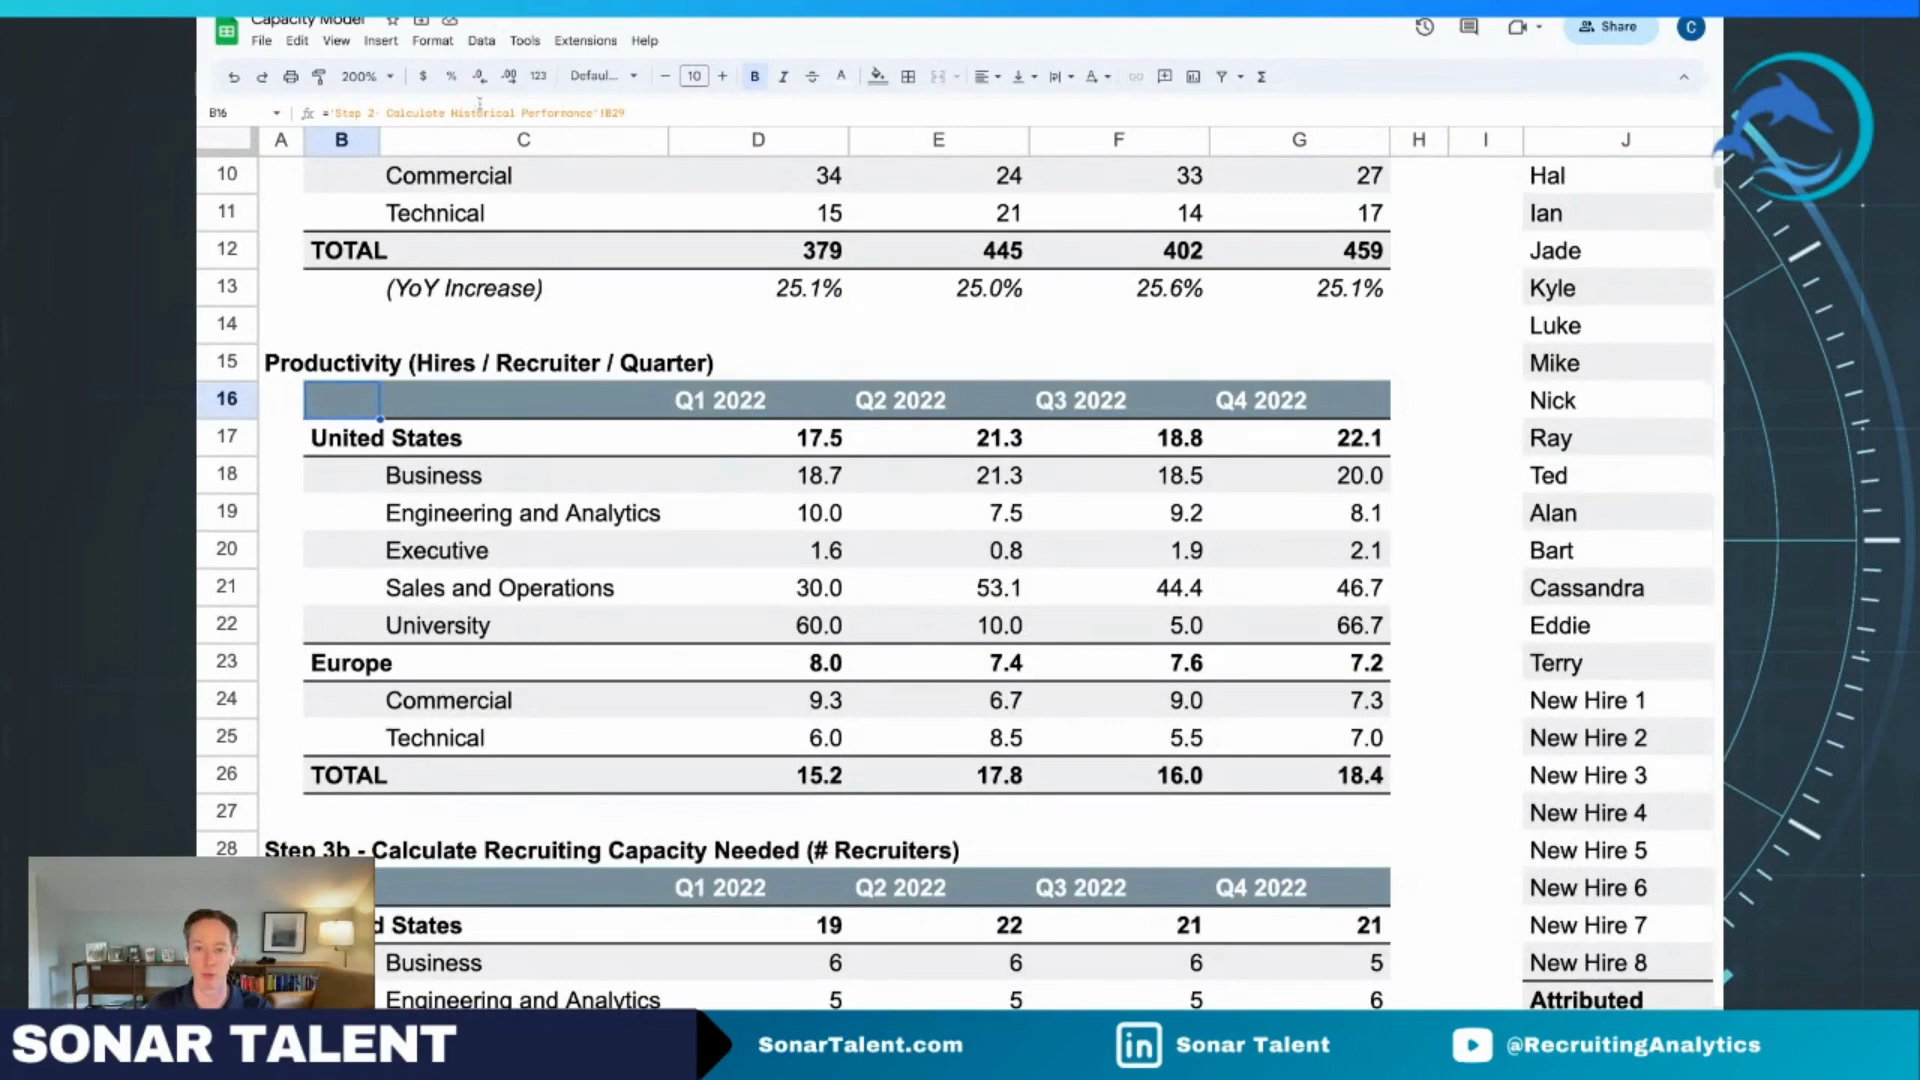 Capacity Model
File Edit View Insert Format Data Tools Extensions Help
Share
C
200% $ % .0 .00 123 Defaul... 10 B I A
B16 fx ='Step 2- Calculate Historical Performance'!B29
A B C D E F G H I J
10 Commercial 34 24 33 27 Hal
11 Technical 15 21 14 17 Ian
12 TOTAL 379 445 402 459 Jade
13 (YoY Increase) 25.1% 25.0% 25.6% 25.1% Kyle
14 Luke
15 Productivity (Hires / Recruiter / Quarter) Mike
16 Q1 2022 Q2 2022 Q3 2022 Q4 2022 Nick
17 United States 17.5 21.3 18.8 22.1 Ray
18 Business 18.7 21.3 18.5 20.0 Ted
19 Engineering and Analytics 10.0 7.5 9.2 8.1 Alan
20 Executive 1.6 0.8 1.9 2.1 Bart
21 Sales and Operations 30.0 53.1 44.4 46.7 Cassandra
22 University 60.0 10.0 5.0 66.7 Eddie
23 Europe 8.0 7.4 7.6 7.2 Terry
24 Commercial 9.3 6.7 9.0 7.3 New Hire 1
25 Technical 6.0 8.5 5.5 7.0 New Hire 2
26 TOTAL 15.2 17.8 16.0 18.4 New Hire 3
27 New Hire 4
28 Step 3b - Calculate Recruiting Capacity Needed (# Recruiters) New Hire 5
Q1 2022 Q2 2022 Q3 2022 Q4 2022 New Hire 6
d States 19 22 21 21 New Hire 7
Business 6 6 6 5 New Hire 8
Engineering and Analytics 5 5 5 6 Attributed
SONAR TALENT
SonarTalent.com
in Sonar Talent
@RecruitingAnalytics